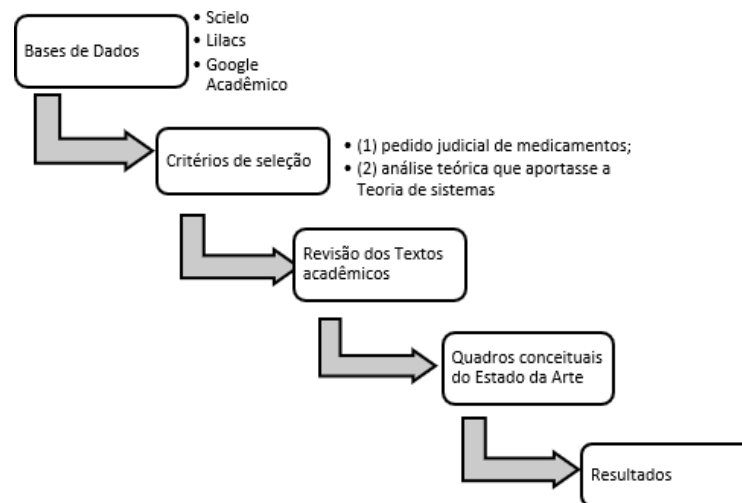 Bases de Dados
• Scielo
• Lilacs
• Google
Acadêmico
Critérios de seleção
• (1) pedido judicial de medicamentos;
• (2) análise teórica que aportasse a
Teoria de sistemas
Revisão dos Textos
acadêmicos
Quadros conceituais
do Estado da Arte
Resultados